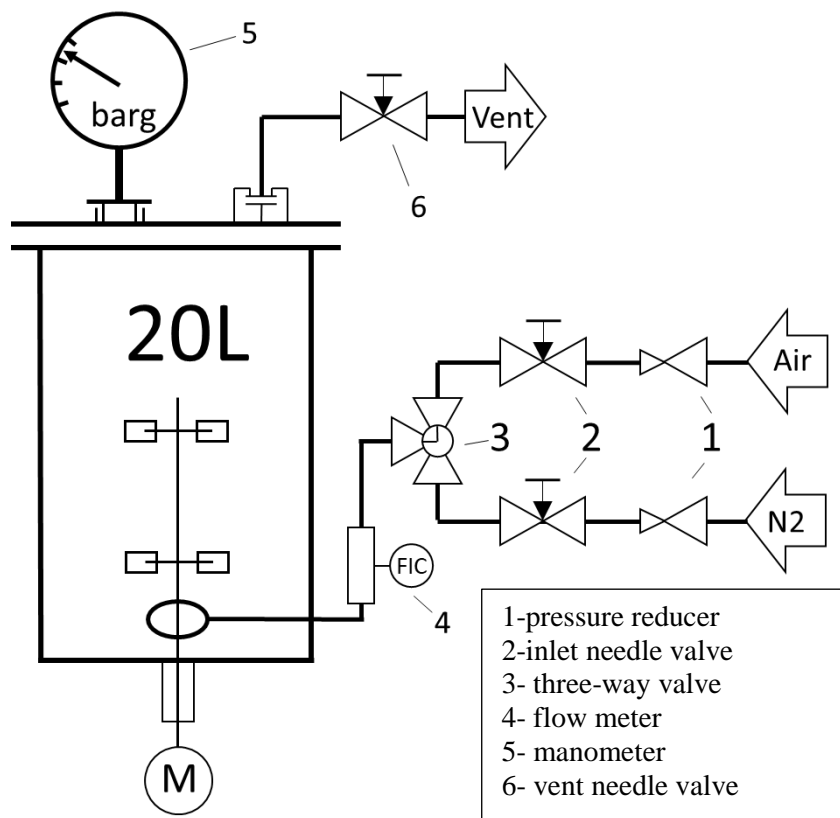 5
barg
Vent
6
20L
Air
3
2
1
N2
FIC
4
M
1-pressure reducer
2-inlet needle valve
3- three-way valve
4- flow meter
5- manometer
6- vent needle valve